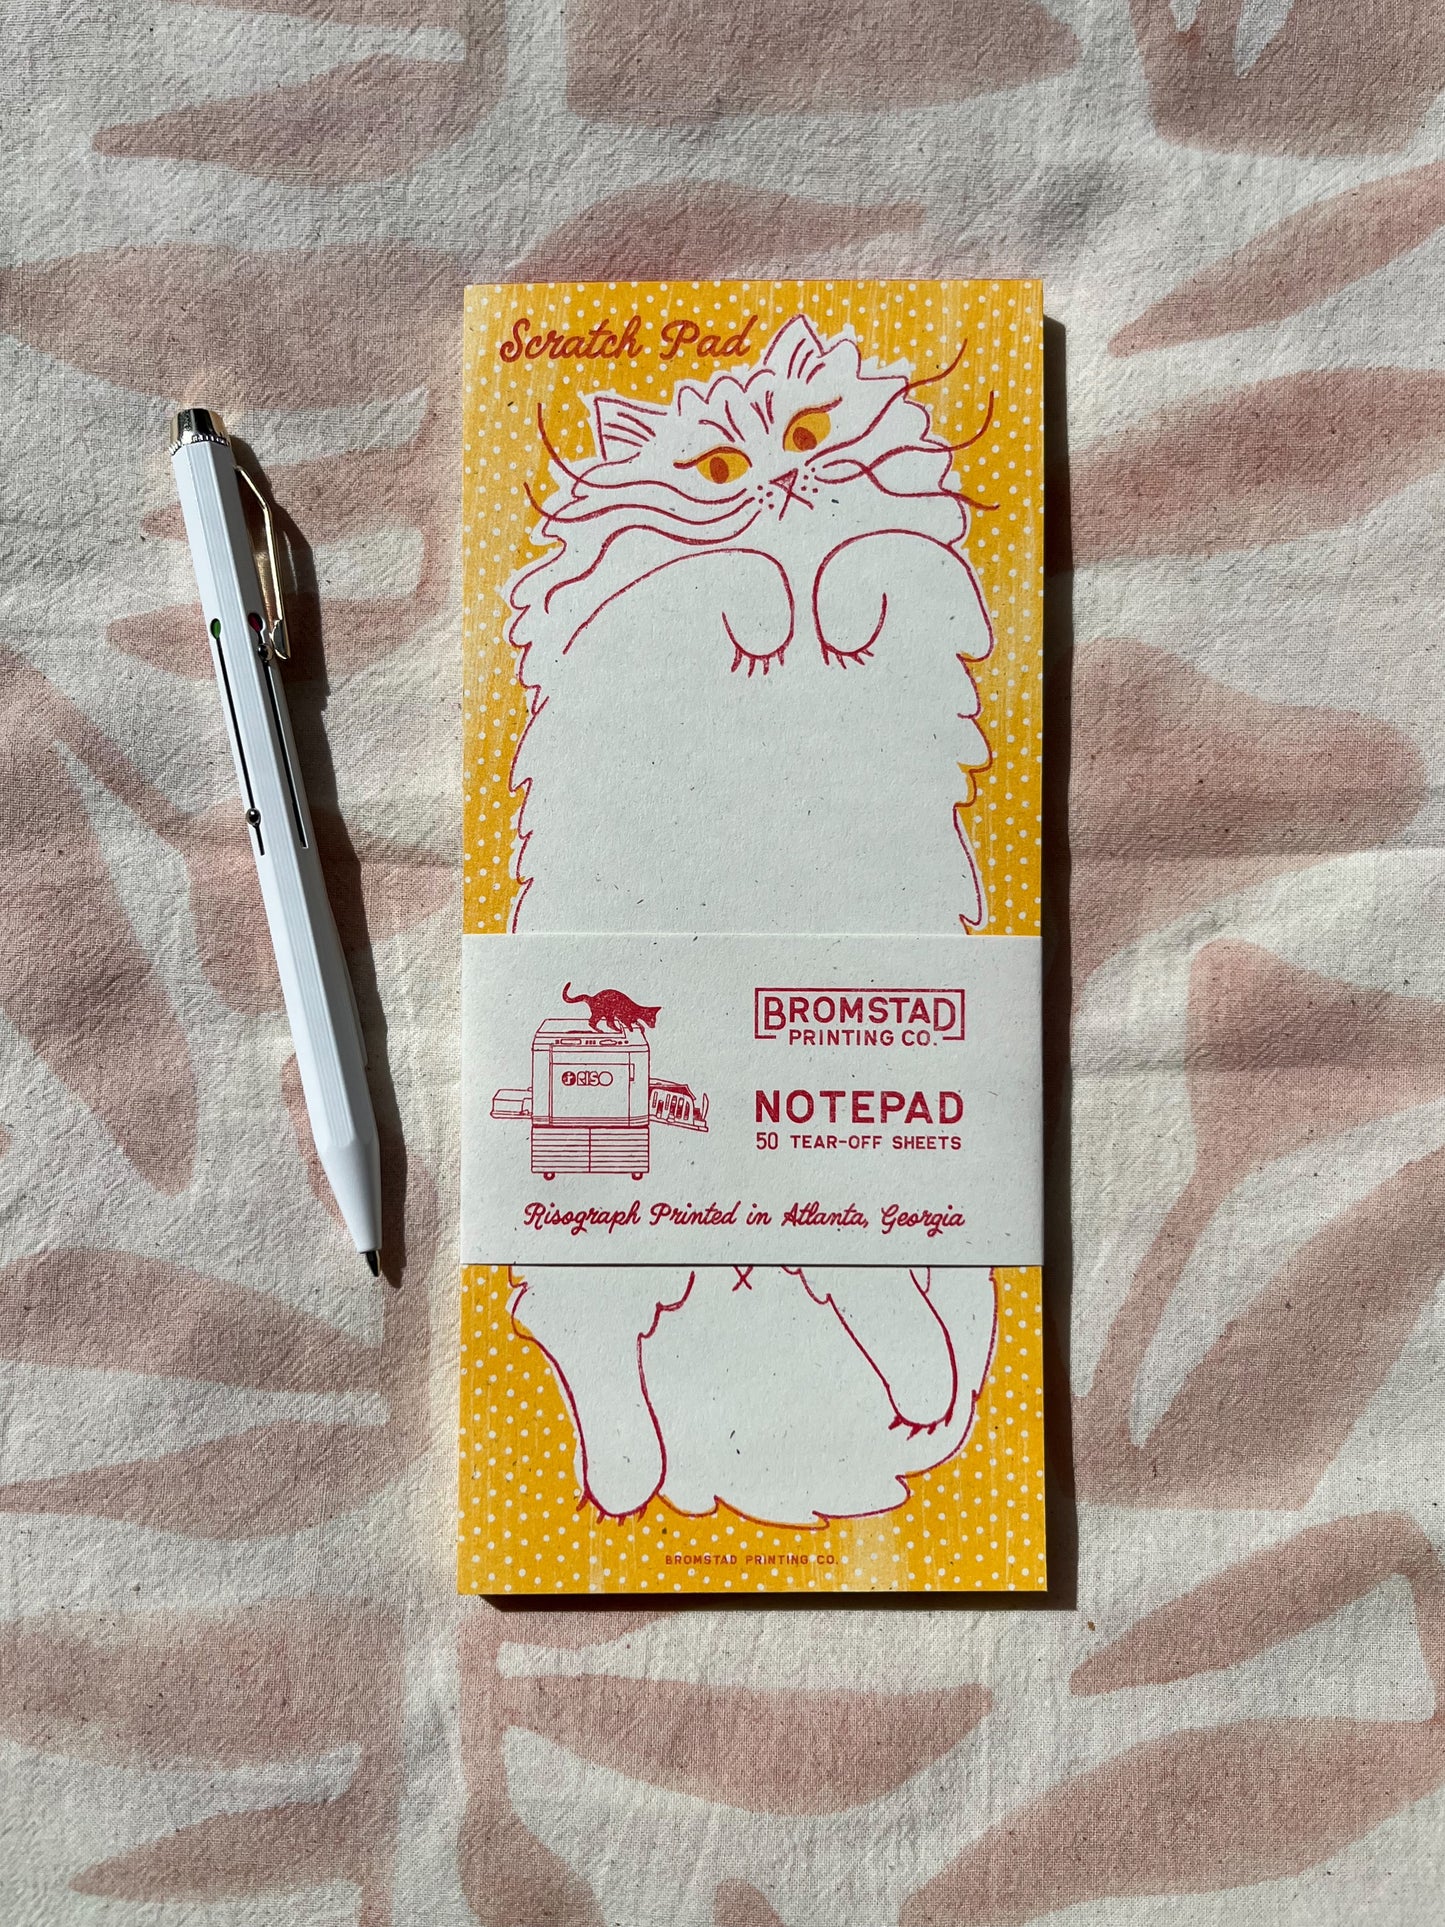 Scratch Pad
BROMSTAD
PRINTING CO.
RISO
NOTEPAD
50 TEAR-OFF SHEETS
Risograph Printed in Atlanta, Georgia
BROMSTAD PRINTING CO.